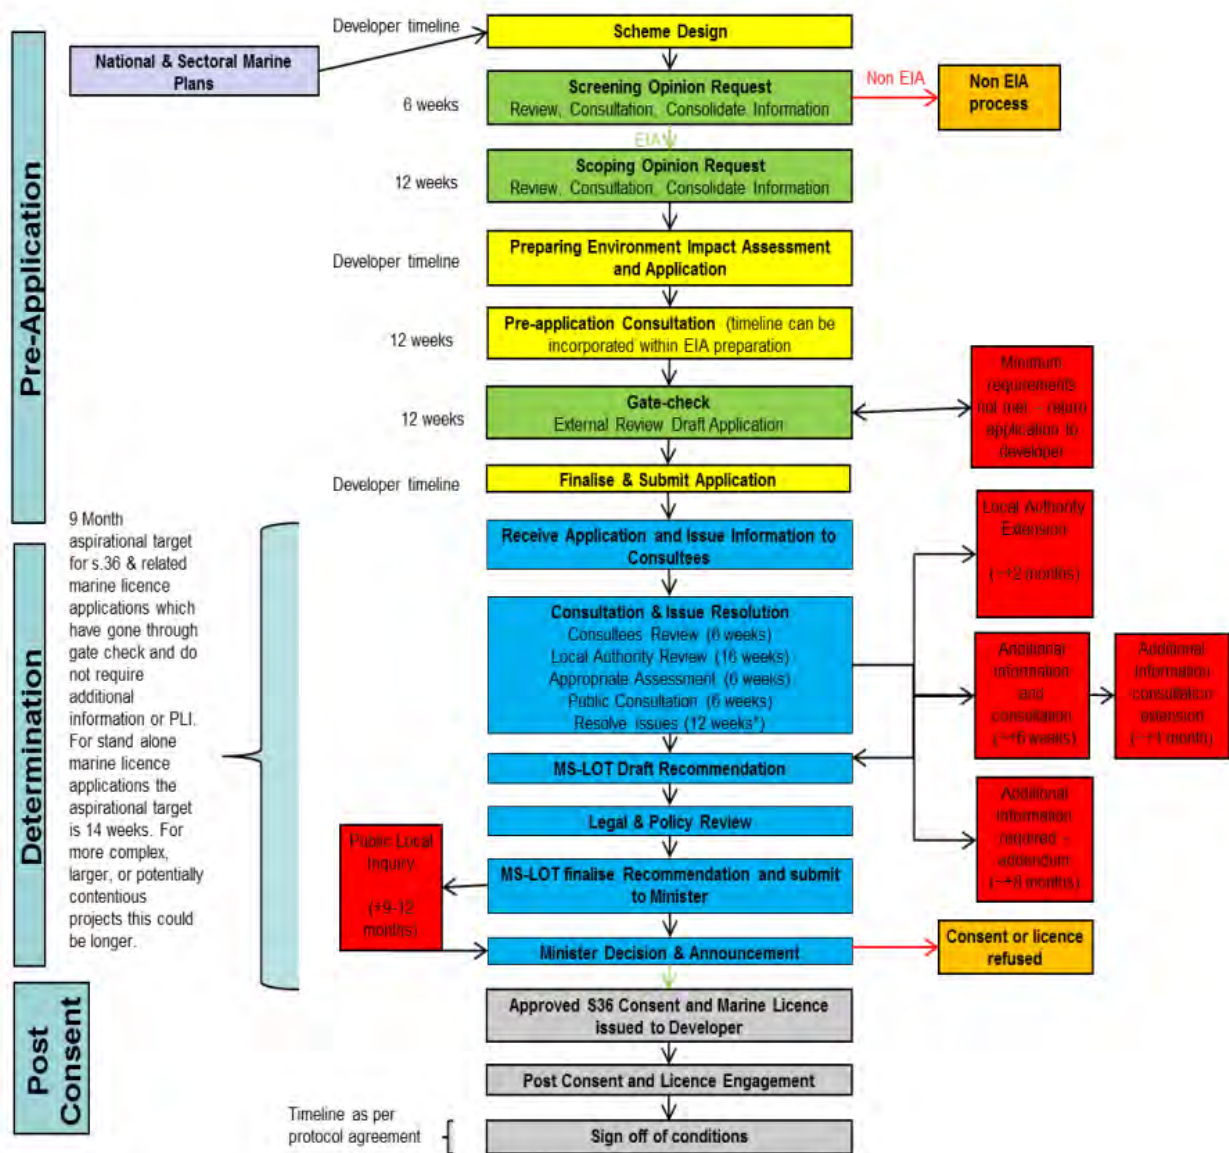 Pre-Application
Developer timeline
Scheme Design
National & Sectoral Marine
Plans
6 weeks
Screening Opinion Request
Review, Consultation, Consolidate Information
Non EIA
Non EIA
process
EIA
12 weeks
Scoping Opinion Request
Review, Consultation, Consolidate Information
Developer timeline
Preparing Environment Impact Assessment
and Application
12 weeks
Pre-application Consultation (timeline can be
incorporated within EIA preparation
12 weeks
Gate-check
External Review Draft Application
Minimum
requirements
not met - return
application to
developer
Developer timeline
Finalise & Submit Application
Determination
9 Month
aspirational target
for s.36 & related
marine licence
applications which
have gone through
gate check and do
not require
additional
information or PLI.
For stand alone
marine licence
applications the
aspirational target
is 14 weeks. For
more complex,
larger, or potentially
contentious
projects this could
be longer.
Receive Application and Issue Information to
Consultees
Local Authority
Extension
(~+2 months)
Consultation & Issue Resolution
Consultees Review (6 weeks)
Local Authority Review (16 weeks)
Appropriate Assessment (6 weeks)
Public Consultation (6 weeks)
Resolve issues (12 weeks*)
Additional
information
and
consultation
(~+6 weeks)
Additional
Information
consultation
extension
(~+1 month)
MS-LOT Draft Recommendation
Additional
Information
required -
addendum
(~+8 months)
Legal & Policy Review
Public Local
Inquiry
(+9-12
months)
MS-LOT finalise Recommendation and submit
to Minister
Minister Decision & Announcement
Consent or licence
refused
Post
Consent
Approved S36 Consent and Marine Licence
issued to Developer
Post Consent and Licence Engagement
Timeline as per
protocol agreement
Sign off of conditions